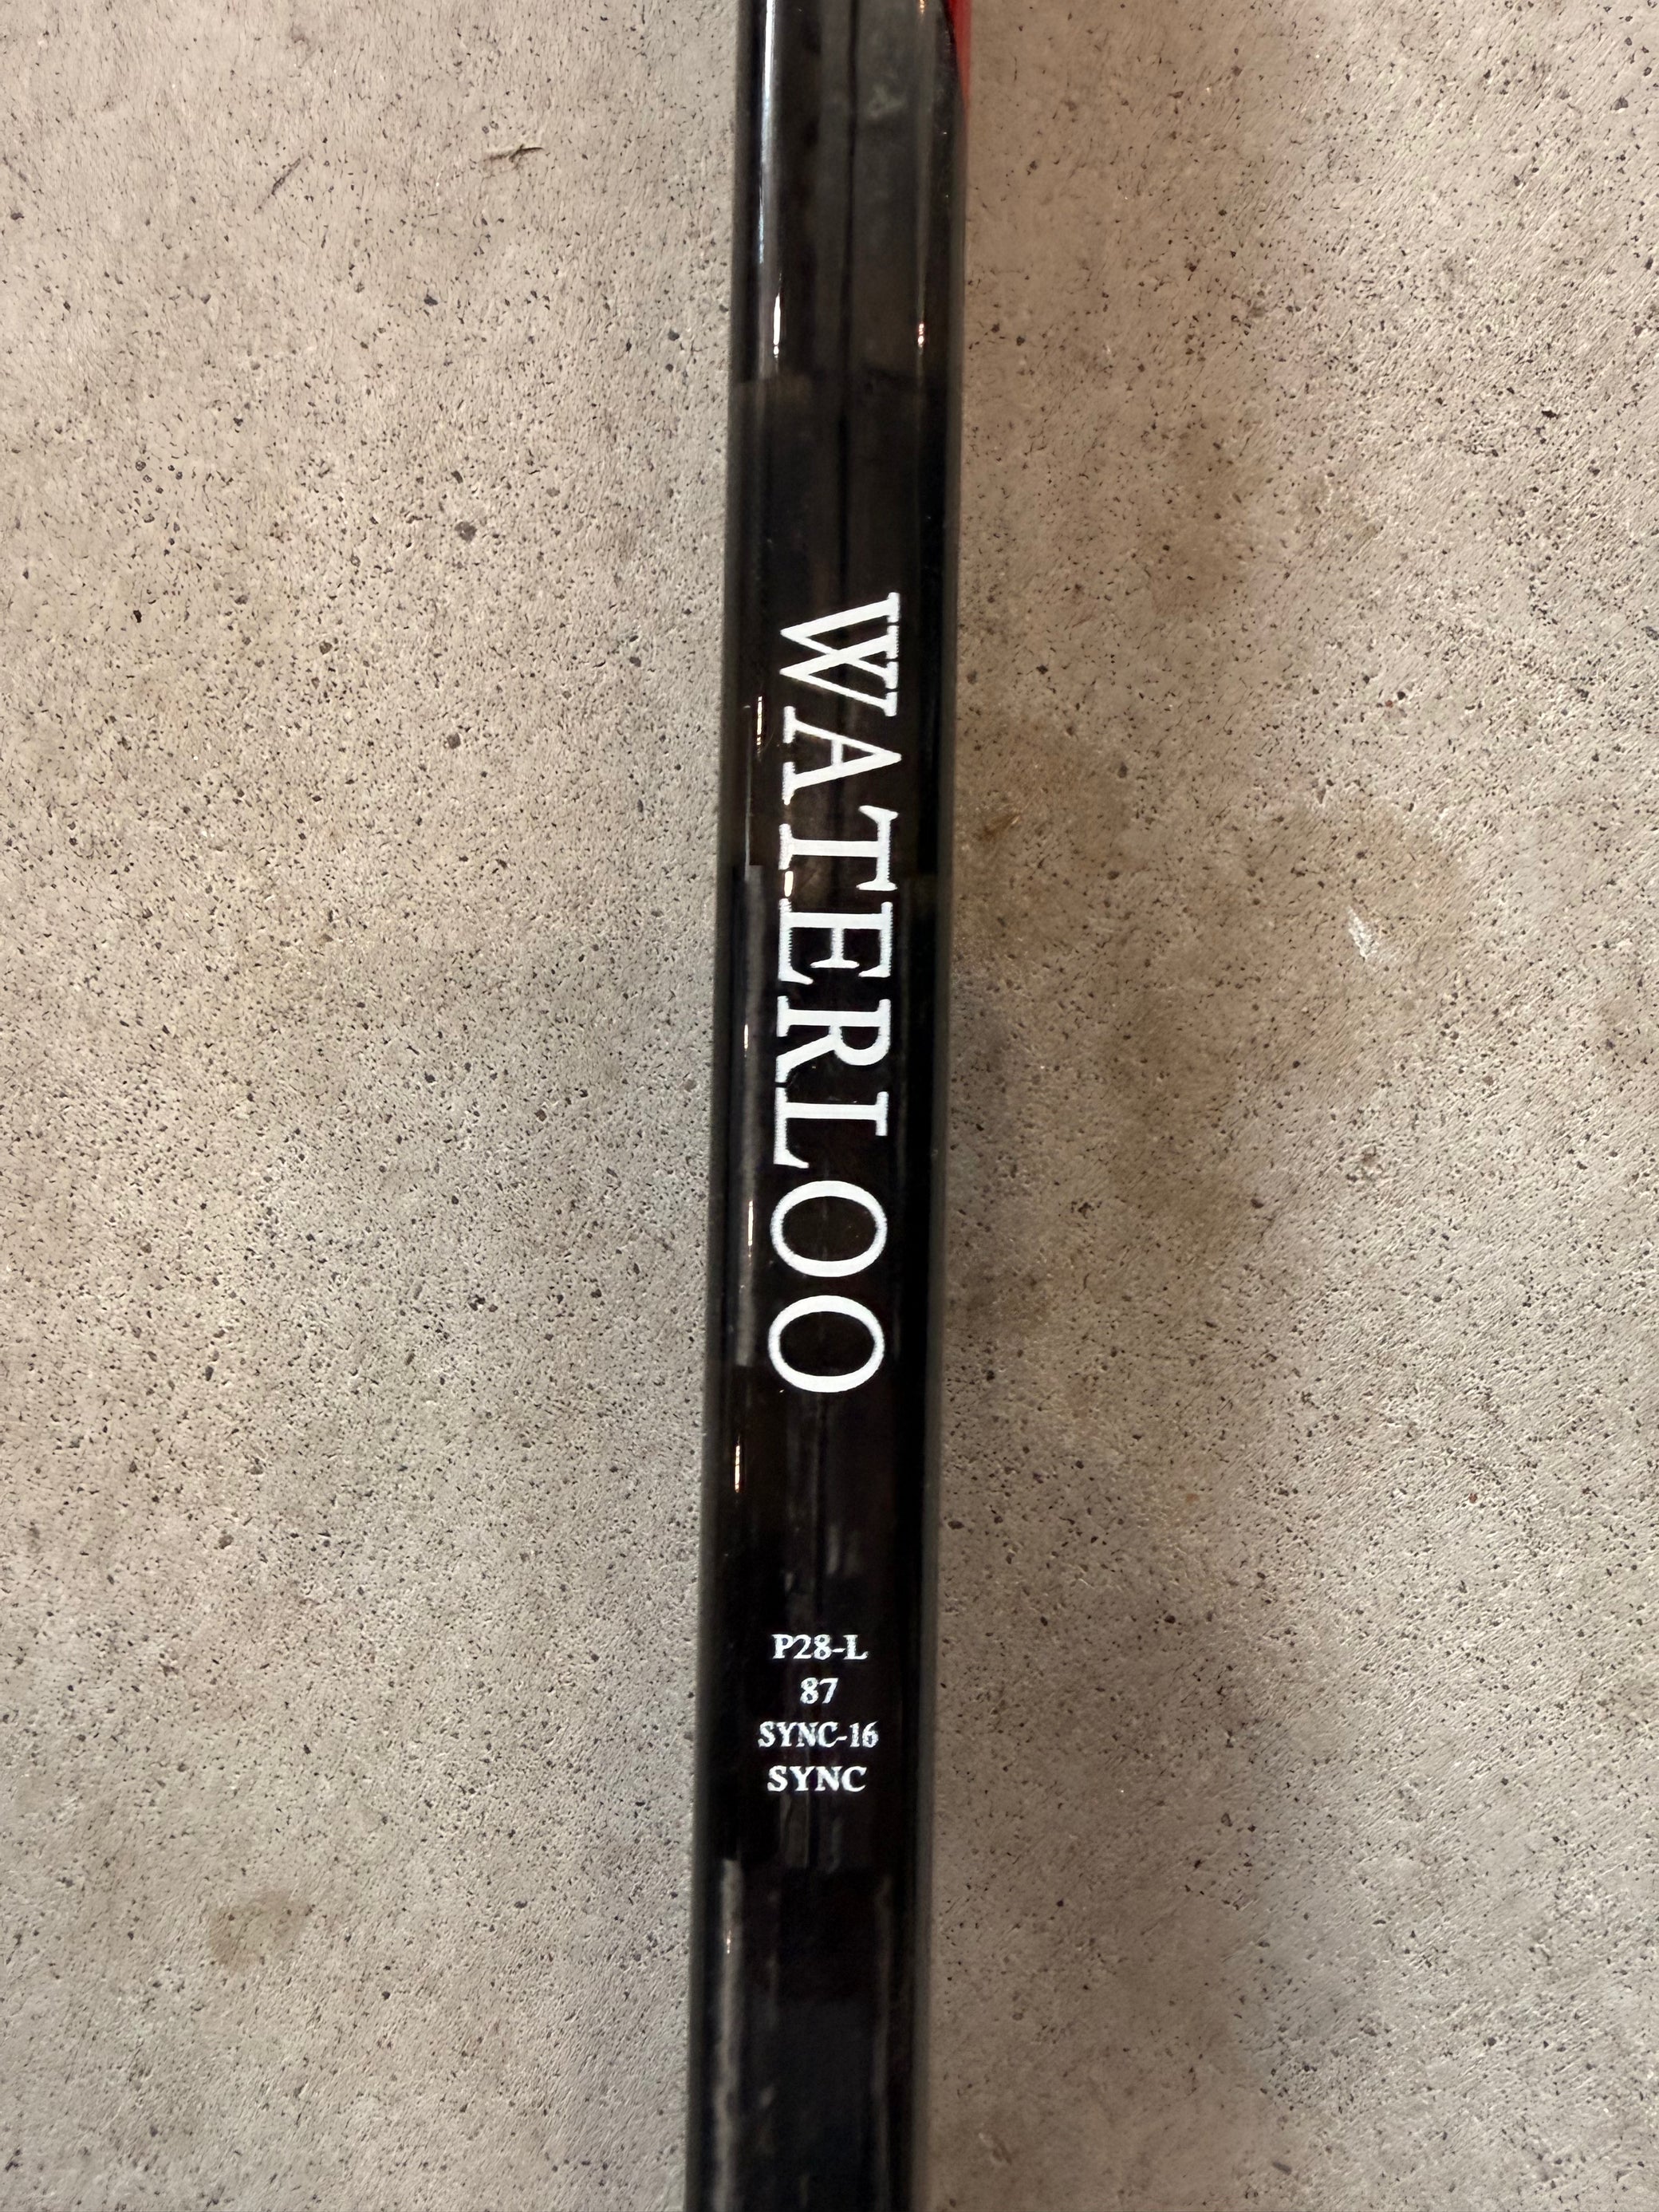 WATERLOO
P28-L
87
SYNC-16
SYNC